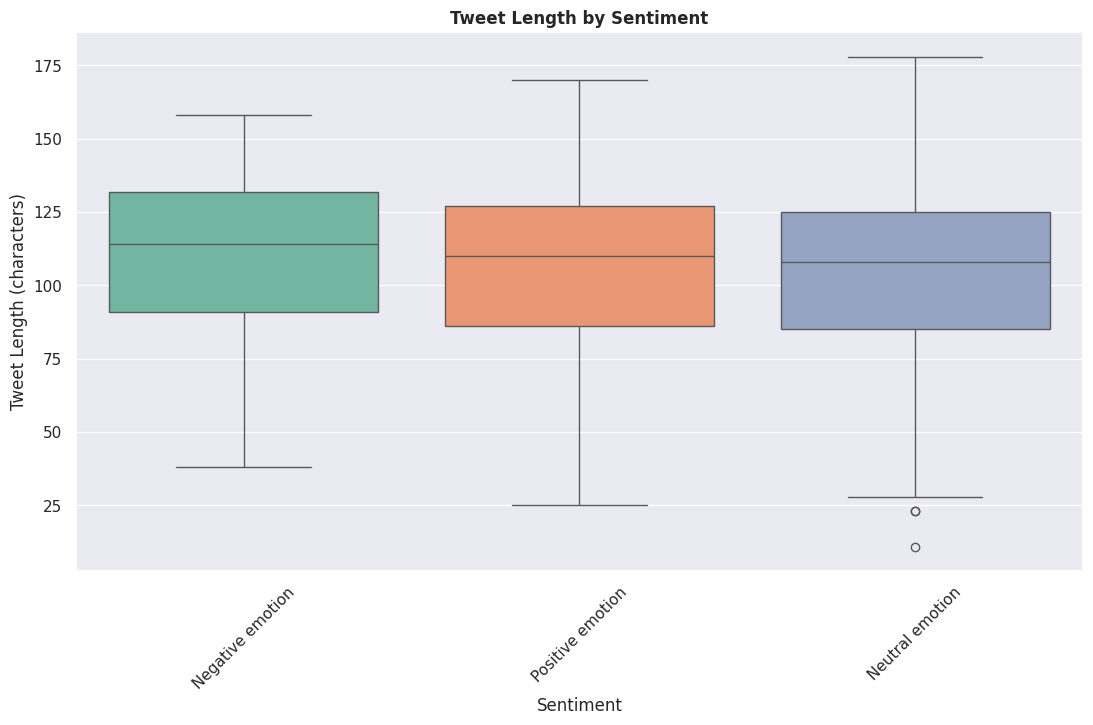 Tweet Length by Sentiment
Tweet Length (characters)
175
150
125
100
75
50
25
Negative emotion
Positive emotion
Neutral emotion
Sentiment